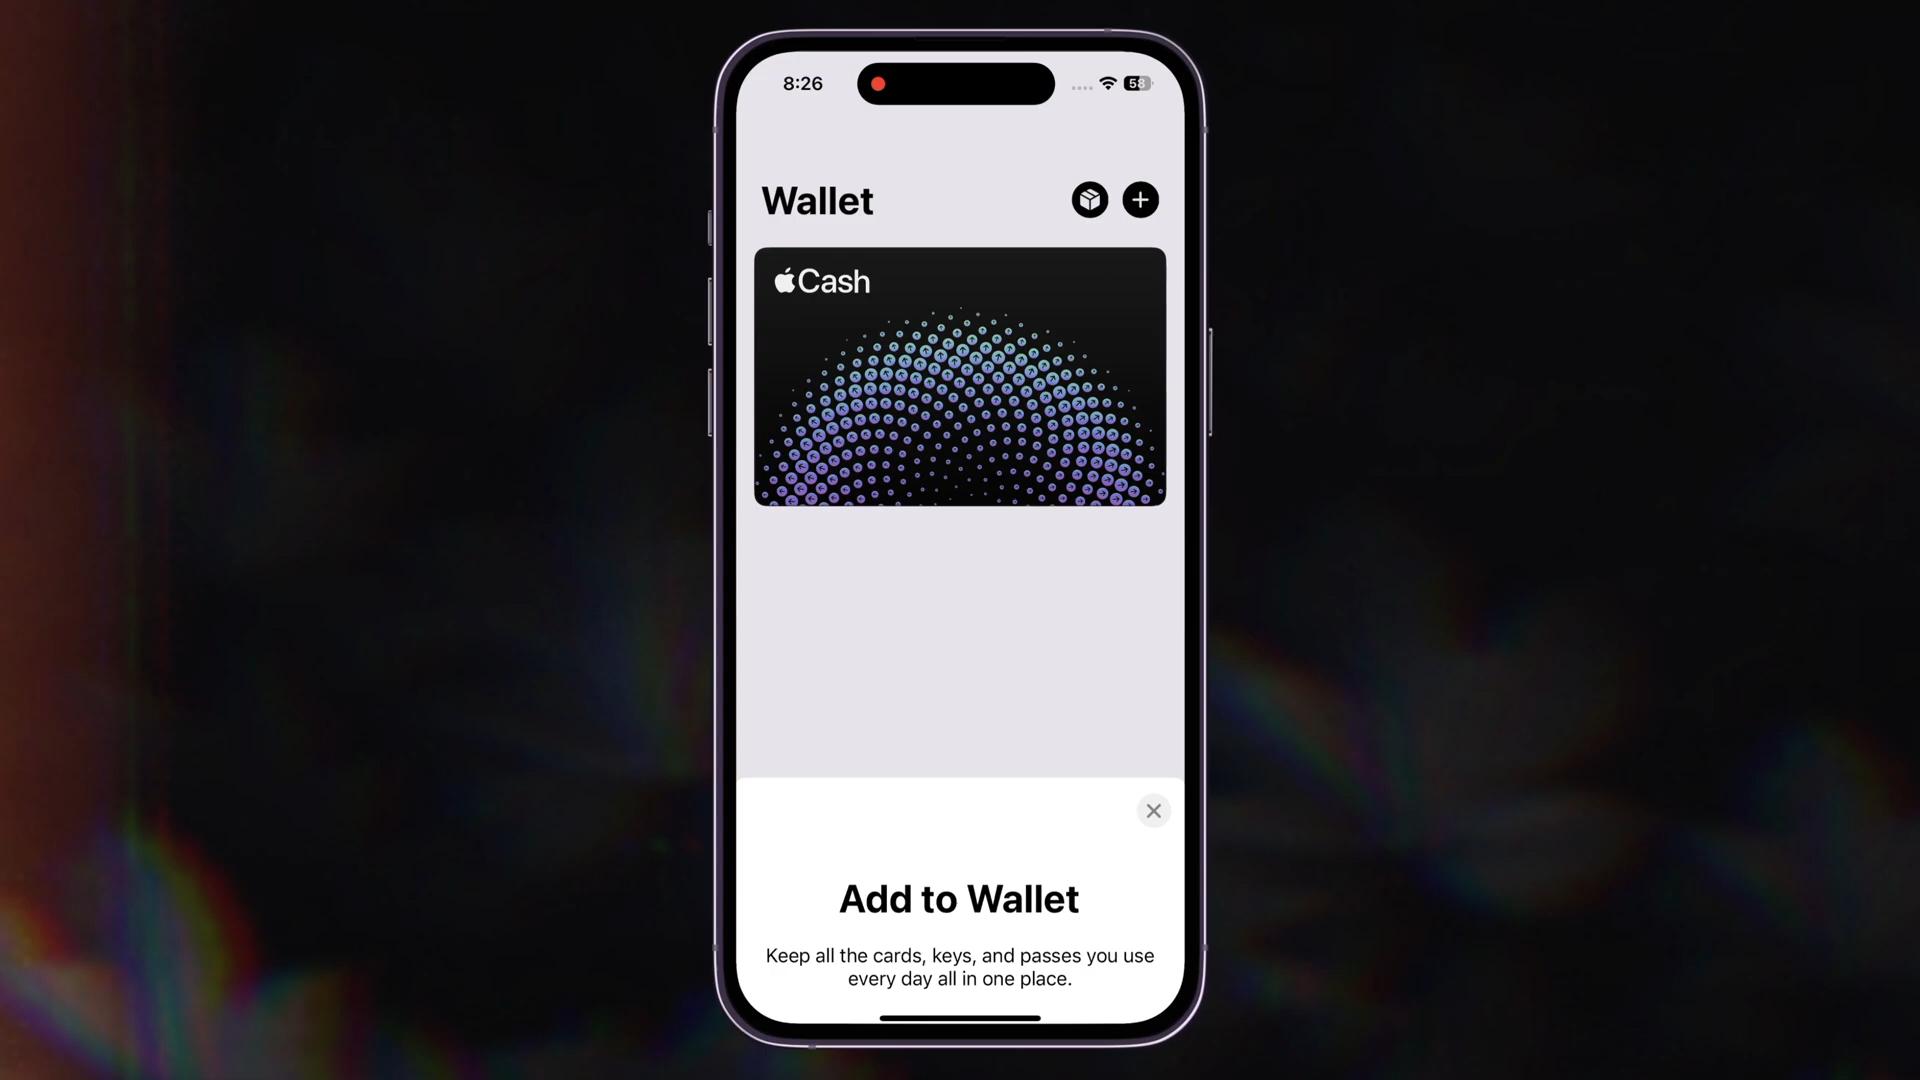 8:26
58
Wallet
Cash
Add to Wallet
Keep all the cards, keys, and passes you use
every day all in one place.